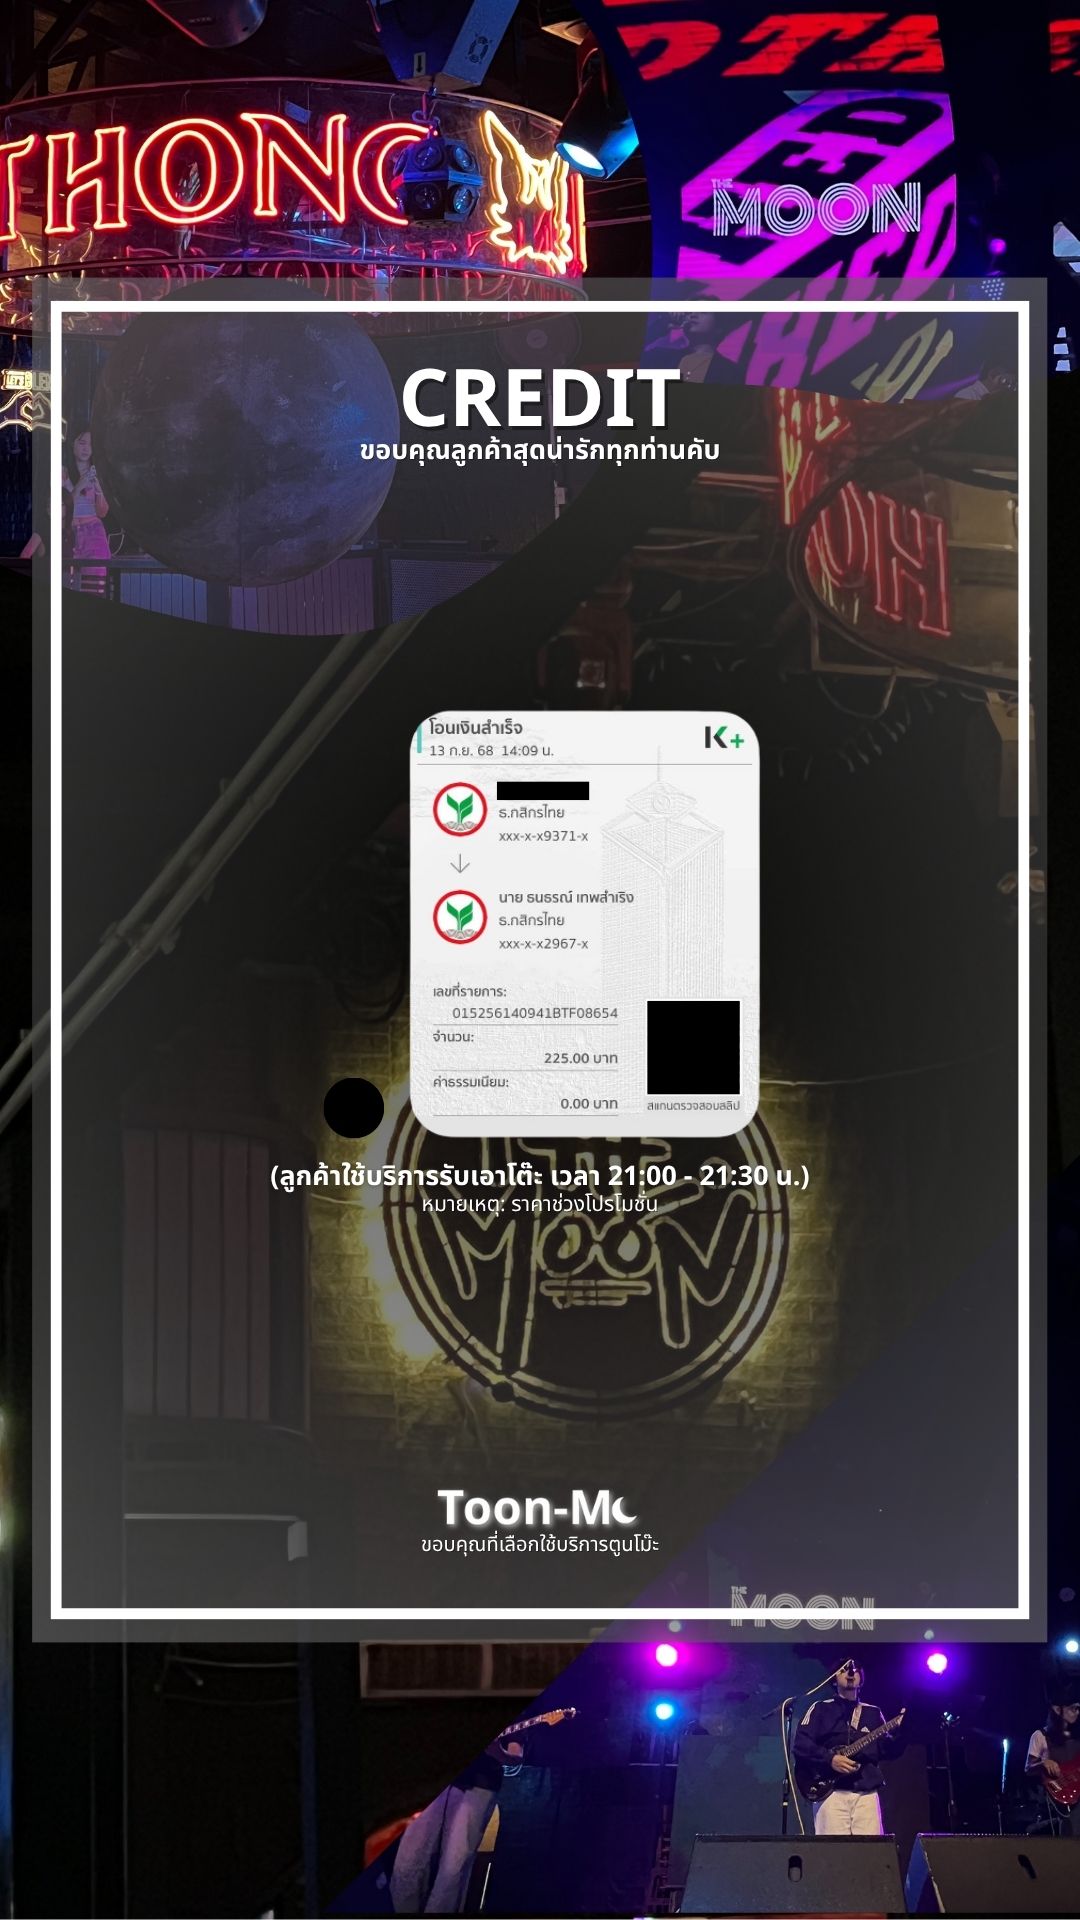 THONG
THE
MOON
CREDIT
ขอบคุณลูกค้าสุดน่ารักทุกท่านคับ
โอนเงินสำเร็จ
13 ก.ย. 68 14:09 น.
K+
ธ.กสิกรไทย
xxx-x-x9371-x
นาย ธนธรณ์ เทพสำเริง
ธ.กสิกรไทย
xxx-x-x2967-x
เลขที่รายการ:
015256140941BTF08654
จำนวน:
225.00 บาท
ค่าธรรมเนียม:
0.00 บาท
สแกนตรวจสอบสลิป
(ลูกค้าใช้บริการรับเอาโต๊ะ เวลา 21:00 - 21:30 น.)
หมายเหตุ: ราคาช่วงโปรโมชั่น
THE
MOON
Toon-M
ขอบคุณที่เลือกใช้บริการตูนโม๊ะ
THE
MOON